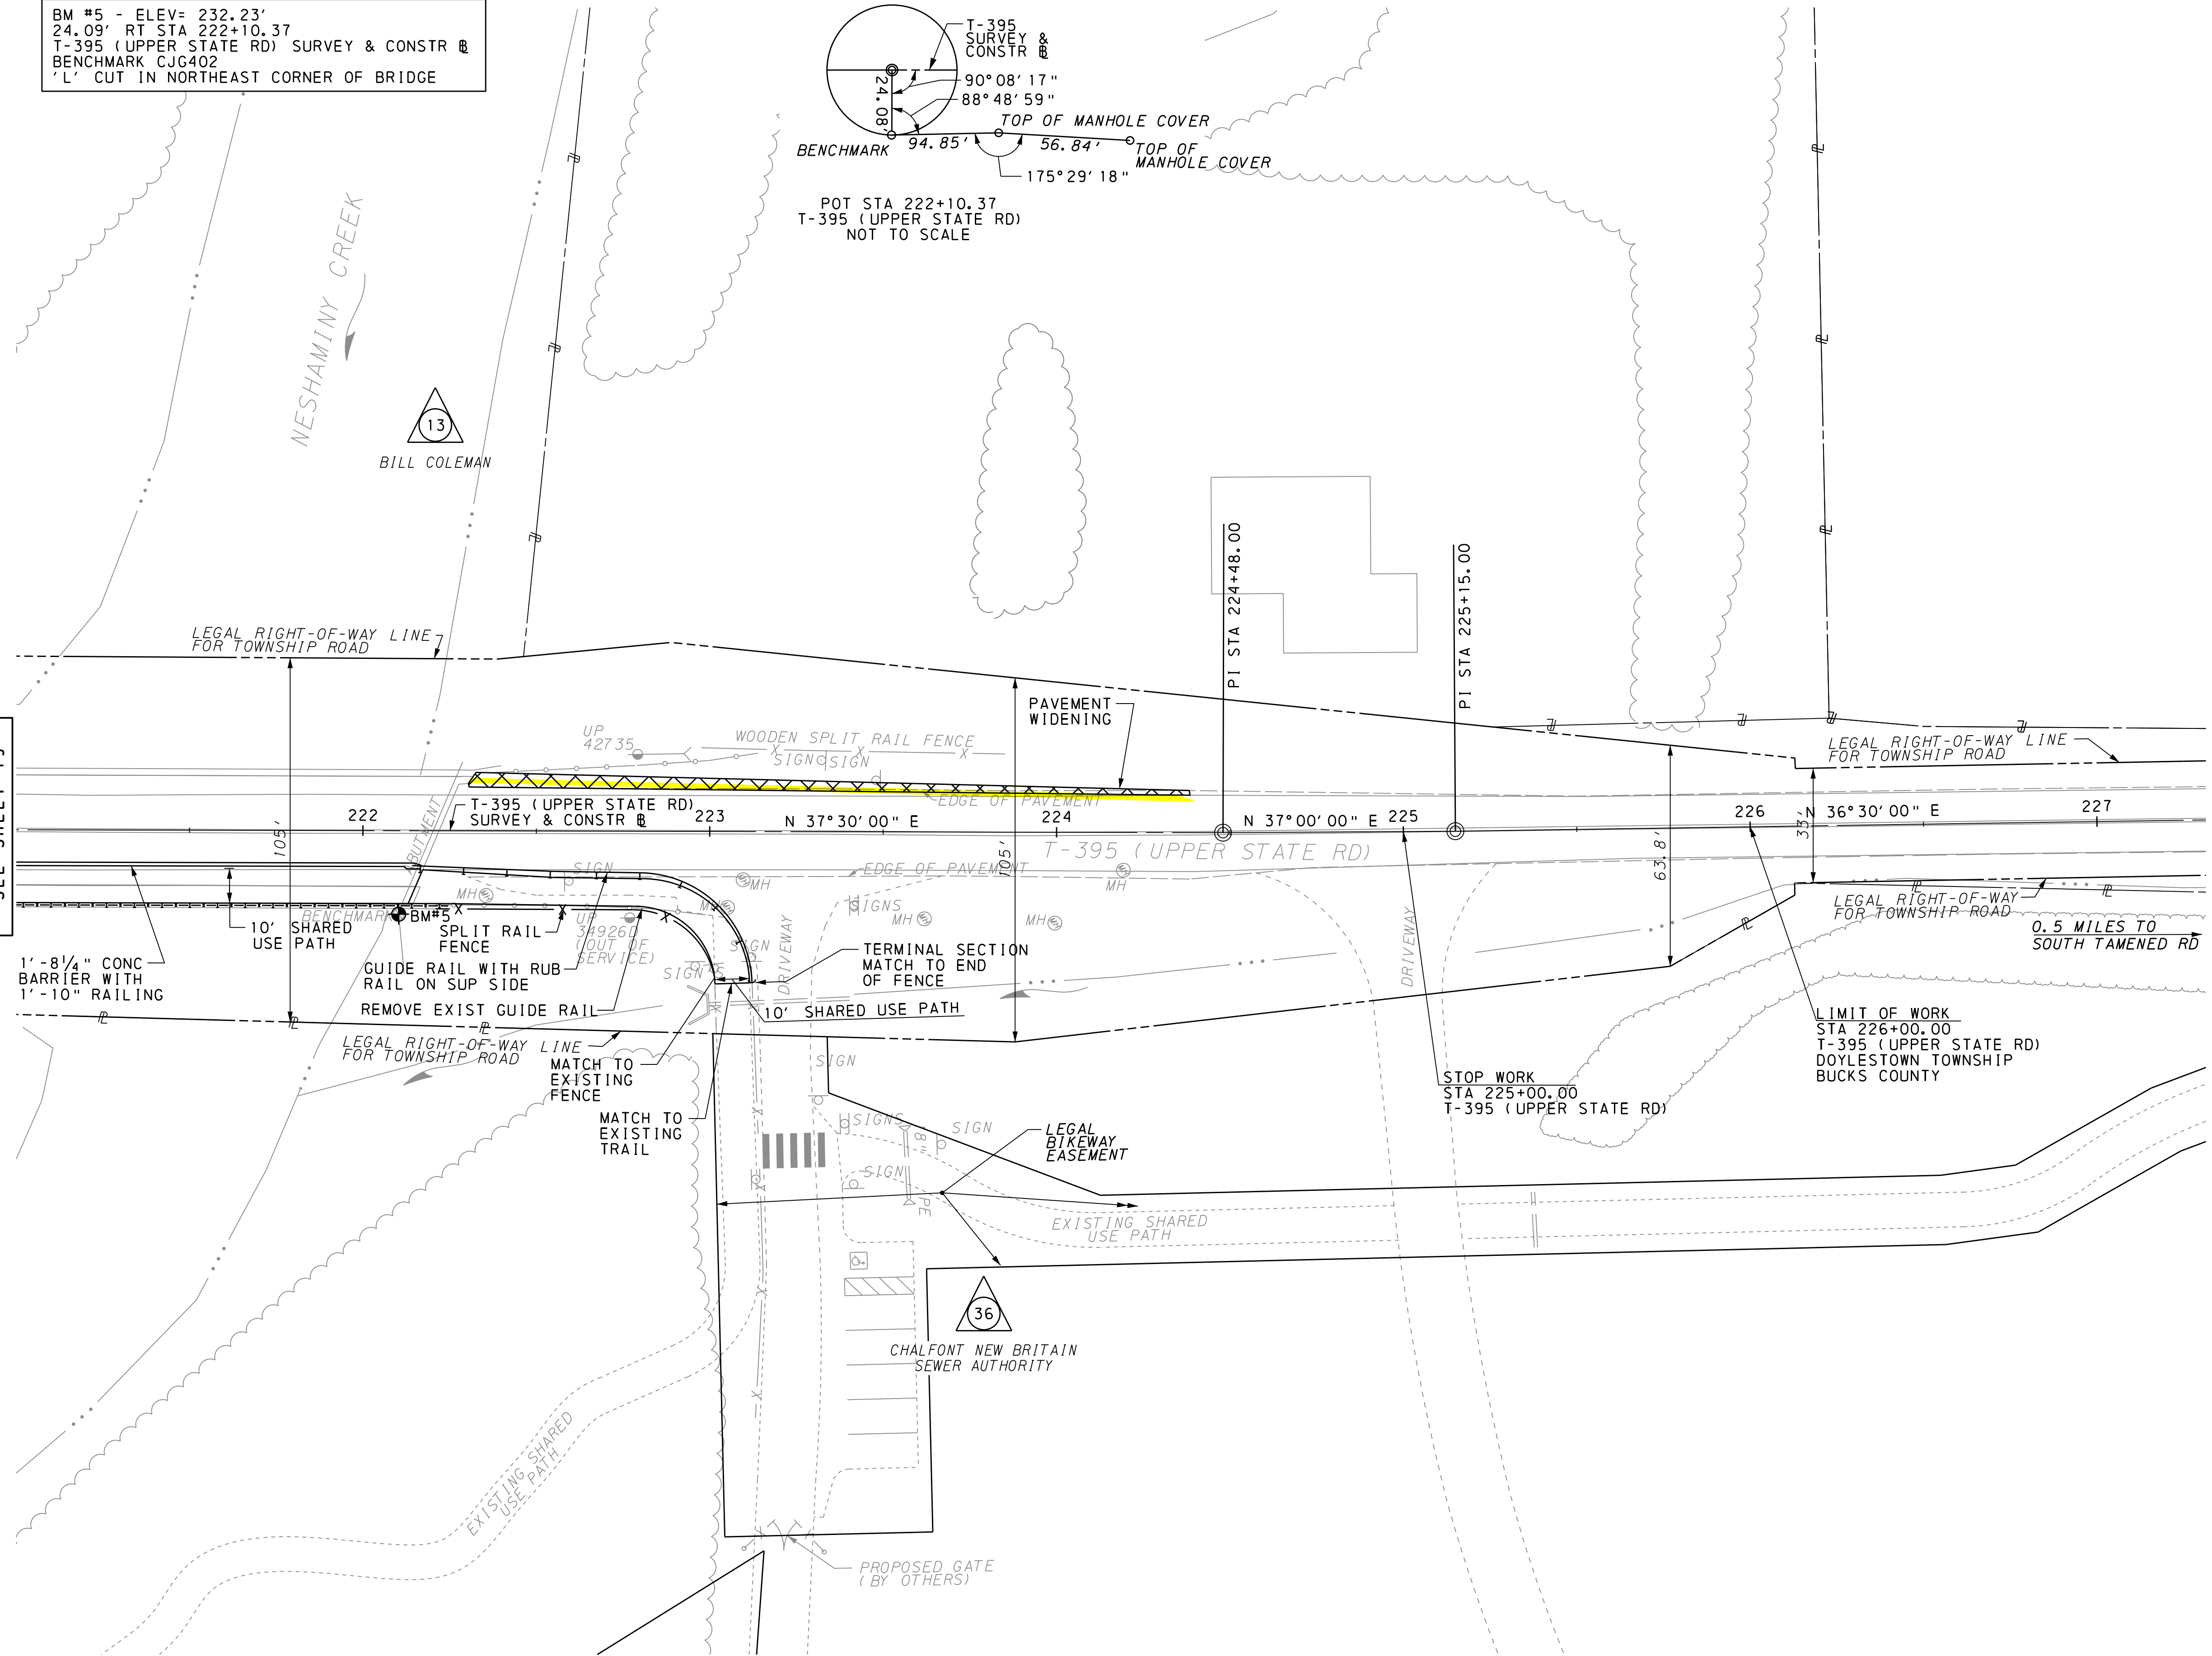 BM #5 - ELEV= 232.23'
24.09' RT STA 222+10.37
T-395 (UPPER STATE RD) SURVEY & CONSTR ℄
BENCHMARK CJG402
'L' CUT IN NORTHEAST CORNER OF BRIDGE
T-395
SURVEY &
CONSTR
24.08'
90°08'17"
88°48'59"
TOP OF MANHOLE COVER
BENCHMARK
94.85'
56.84'
TOP OF
MANHOLE COVER
175°29'18"
POT STA 222+10.37
T-395 (UPPER STATE RD)
NOT TO SCALE
NESHAMINY CREEK
13
BILL COLEMAN
PI STA 224+48.00
PI STA 225+15.00
LEGAL RIGHT-OF-WAY LINE
FOR TOWNSHIP ROAD
PAVEMENT
WIDENING
UP
42735
WOODEN SPLIT RAIL FENCE
SIGN
SIGN
LEGAL RIGHT-OF-WAY LINE
FOR TOWNSHIP ROAD
EDGE OF PAVEMENT
222
T-395 (UPPER STATE RD)
SURVEY & CONSTR
223
N 37°30'00" E
224
N 37°00'00" E
225
226
N 36°30'00" E
227
105'
105'
63.8'
33'
ABUTMENT
T-395 (UPPER STATE RD)
EDGE OF PAVEMENT
SIGN
MH
MH
MH
MH
SIGNS
MH
MH
BENCHMARK
BM#5
10' SHARED
USE PATH
SPLIT RAIL
FENCE
UP
34926D
(OUT OF
SERVICE)
SIGN
SIGN
DRIVEWAY
DRIVEWAY
1'-8¼" CONC
BARRIER WITH
1'-10" RAILING
GUIDE RAIL WITH RUB
RAIL ON SUP SIDE
REMOVE EXIST GUIDE RAIL
TERMINAL SECTION
MATCH TO END
OF FENCE
10' SHARED USE PATH
LEGAL RIGHT-OF-WAY LINE
FOR TOWNSHIP ROAD
0.5 MILES TO
SOUTH TAMENED RD
LEGAL RIGHT-OF-WAY LINE
FOR TOWNSHIP ROAD
MATCH TO
EXISTING
FENCE
MATCH TO
EXISTING
TRAIL
SIGN
LIMIT OF WORK
STA 226+00.00
T-395 (UPPER STATE RD)
DOYLESTOWN TOWNSHIP
BUCKS COUNTY
STOP WORK
STA 225+00.00
T-395 (UPPER STATE RD)
SIGNS
SIGN
SIGN
8"
PE
LEGAL
BIKEWAY
EASEMENT
EXISTING SHARED
USE PATH
36
CHALFONT NEW BRITAIN
SEWER AUTHORITY
EXISTING SHARED
USE PATH
PROPOSED GATE
(BY OTHERS)